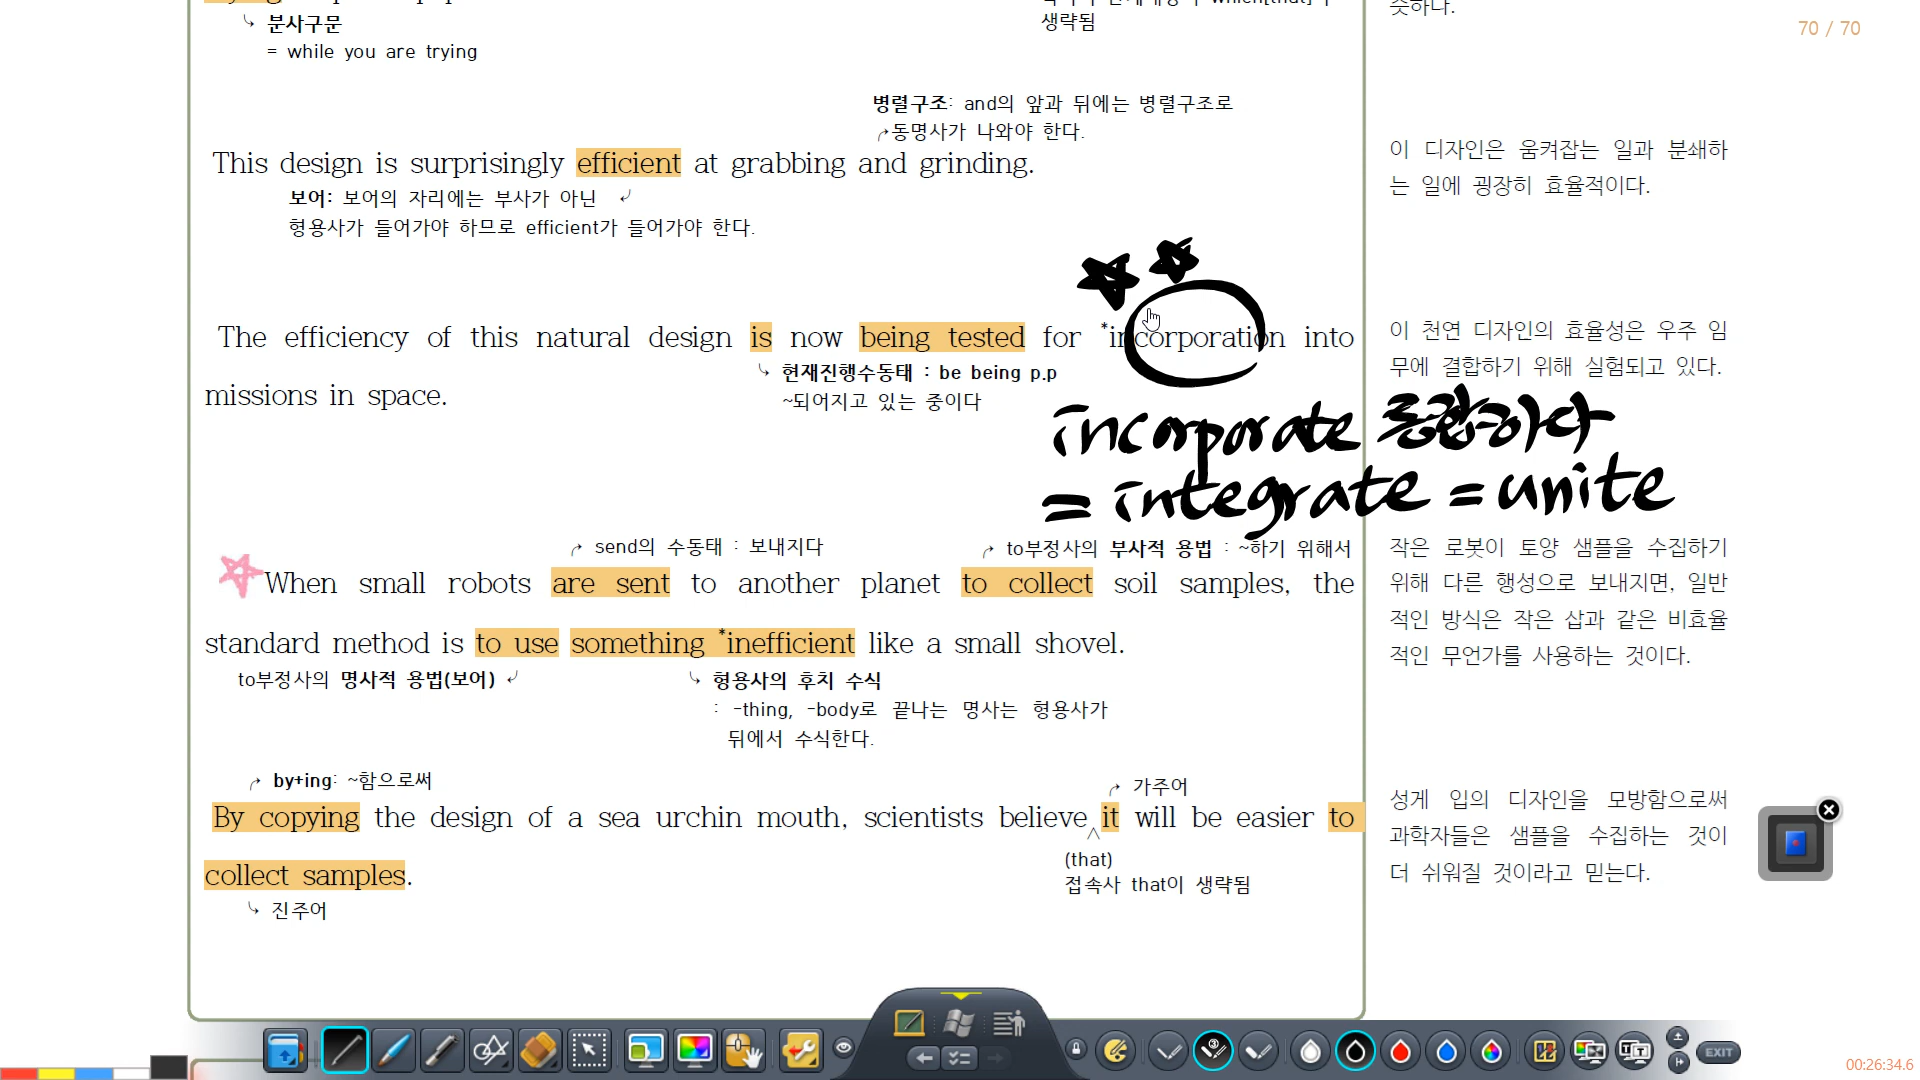 70 / 70
분사구문
= while you are trying
생략됨
병렬구조: and의 앞과 뒤에는 병렬구조로
동명사가 나와야 한다.
This design is surprisingly efficient at grabbing and grinding.
보어: 보어의 자리에는 부사가 아닌
형용사가 들어가야 하므로 efficient가 들어가야 한다.
이 디자인은 움켜잡는 일과 분쇄하
는 일에 굉장히 효율적이다.
The efficiency of this natural design is now being tested for *incorporation into
현재진행수동태 : be being p.p
~되어지고 있는 중이다
missions in space.
이 천연 디자인의 효율성은 우주 임
무에 결합하기 위해 실험되고 있다.
incorporate 통합하다
= integrate = unite
send의 수동태 : 보내지다
to부정사의 부사적 용법 : ~하기 위해서
When small robots are sent to another planet to collect soil samples, the
standard method is to use something *inefficient like a small shovel.
to부정사의 명사적 용법(보어)
형용사의 후치 수식
: -thing, -body로 끝나는 명사는 형용사가
뒤에서 수식한다.
작은 로봇이 토양 샘플을 수집하기
위해 다른 행성으로 보내지면, 일반
적인 방식은 작은 삽과 같은 비효율
적인 무언가를 사용하는 것이다.
by+ing: ~함으로써
가주어
By copying the design of a sea urchin mouth, scientists believe it will be easier to
(that)
접속사 that이 생략됨
collect samples.
진주어
성게 입의 디자인을 모방함으로써
과학자들은 샘플을 수집하는 것이
더 쉬워질 것이라고 믿는다.
EXIT
00:26:34.6